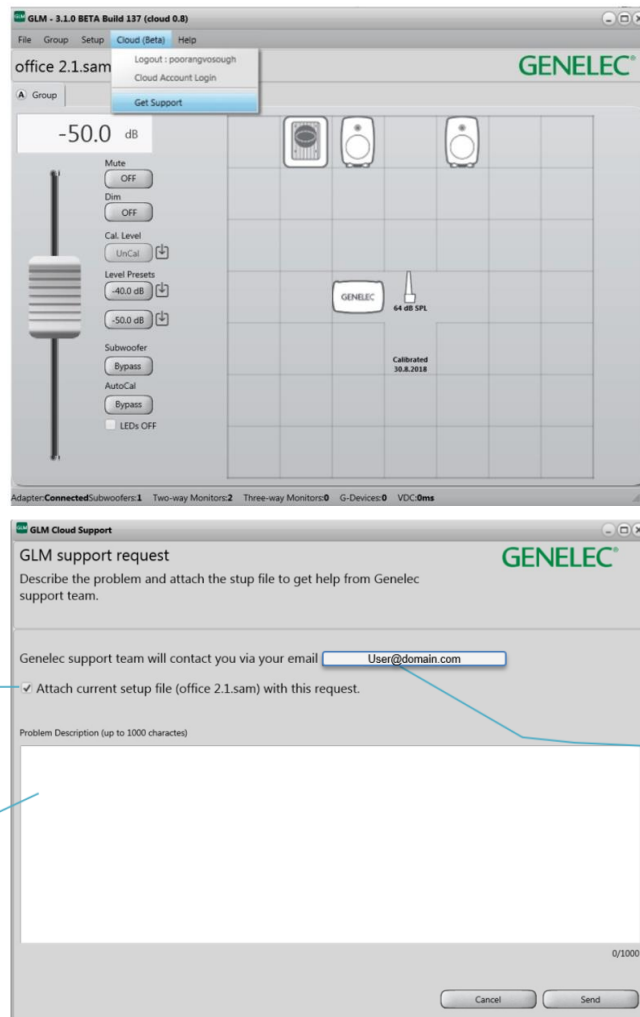 GLM - 3.1.0 BETA Build 137 (cloud 0.8)
File Group Setup Cloud (Beta) Help
office 2.1.sam
Logout : poorangvosough
Cloud Account Login
Get Support
GENELEC®
A Group
-50.0 dB
Mute
OFF
Dim
OFF
Cal. Level
UnCal
Level Presets
-40.0 dB
-50.0 dB
Subwoofer
Bypass
AutoCal
Bypass
LEDs OFF
GENELEC
64 dB SPL
Calibrated
30.8.2018
Adapter:Connected Subwoofers:1 Two-way Monitors:2 Three-way Monitors:0 G-Devices:0 VDC:0ms
GLM Cloud Support
GLM support request
GENELEC®
Describe the problem and attach the stup file to get help from Genelec
support team.
Genelec support team will contact you via your email User@domain.com
Attach current setup file (office 2.1.sam) with this request.
Problem Description (up to 1000 charactes)
0/1000
Cancel Send